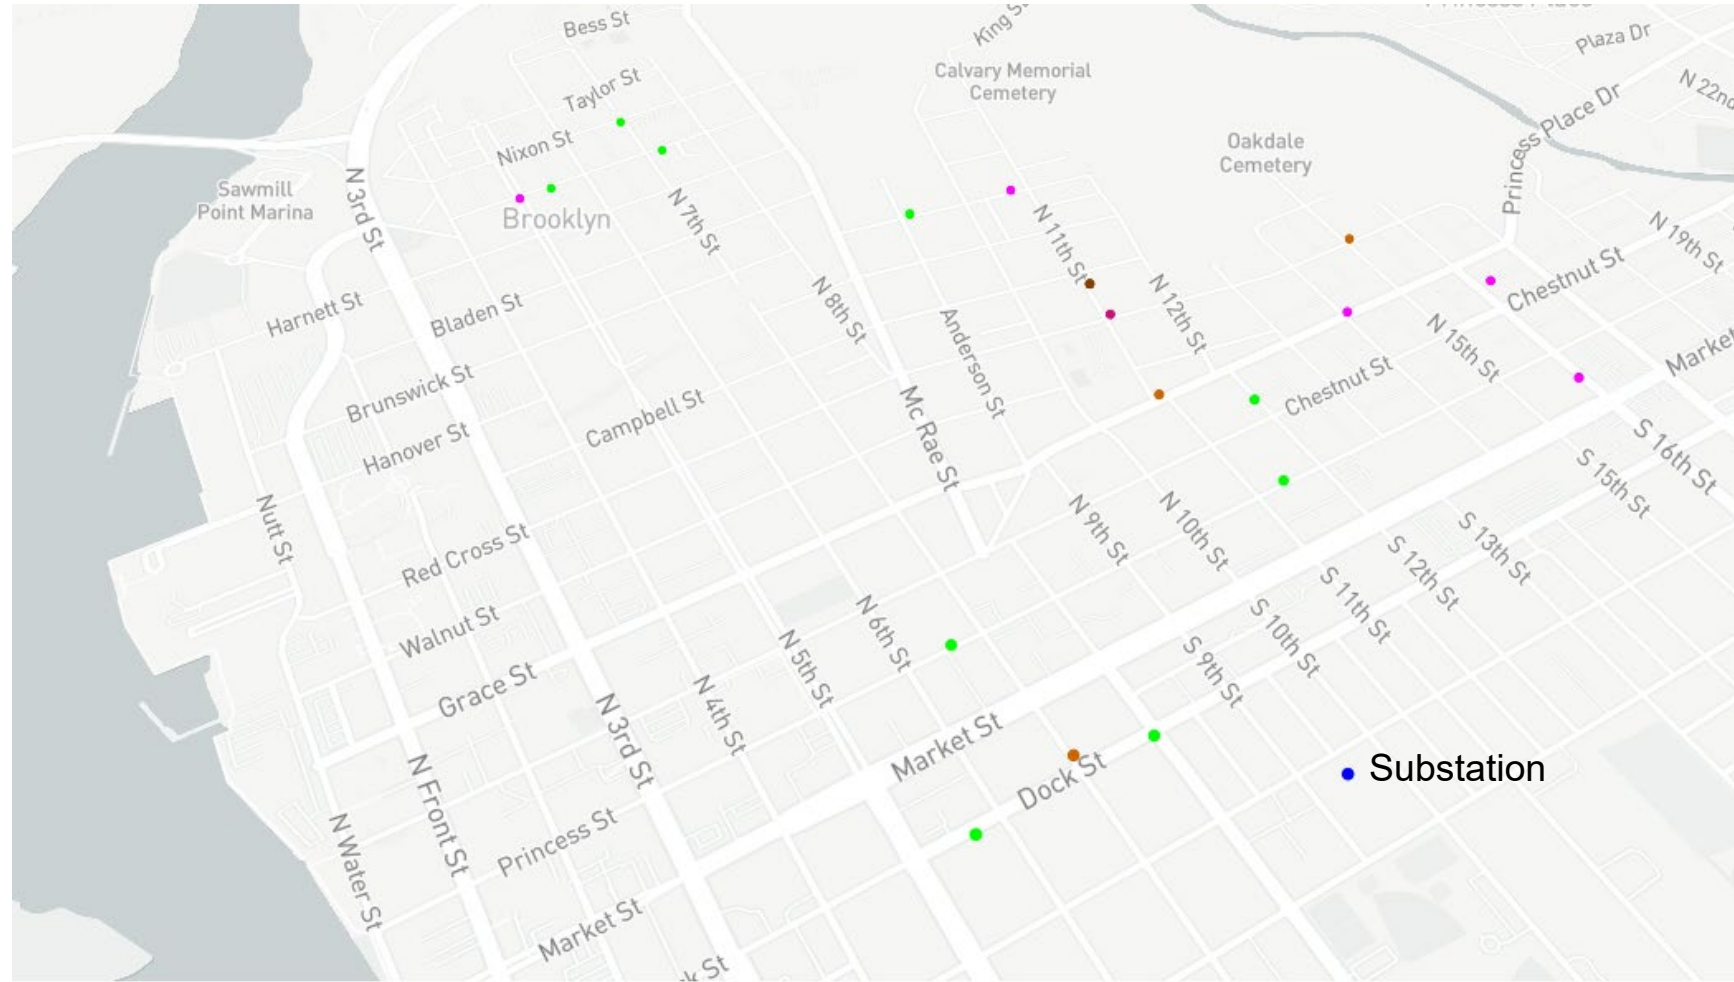 Bess St
King St
Plaza Dr
Calvary Memorial
Cemetery
Taylor St
N 22nd
Princess Place Dr
Nixon St
Oakdale
Cemetery
Sawmill
Point Marina
N 3rd St
Brooklyn
N 7th St
N 11th St
N 19th St
Chestnut St
N 12th St
N 8th St
Harnett St
Bladen St
Anderson St
N 15th St
Market
Brunswick St
Chestnut St
Campbell St
Mc Rae St
Hanover St
S 16th St
S 15th St
Nutt St
N 9th St
N 10th St
S 13th St
Red Cross St
S 12th St
S 11th St
Walnut St
N 6th St
S 10th St
N 5th St
S 9th St
Grace St
N 4th St
N 3rd St
Market St
Dock St
Substation
N Front St
Princess St
N Water St
Market St
k St